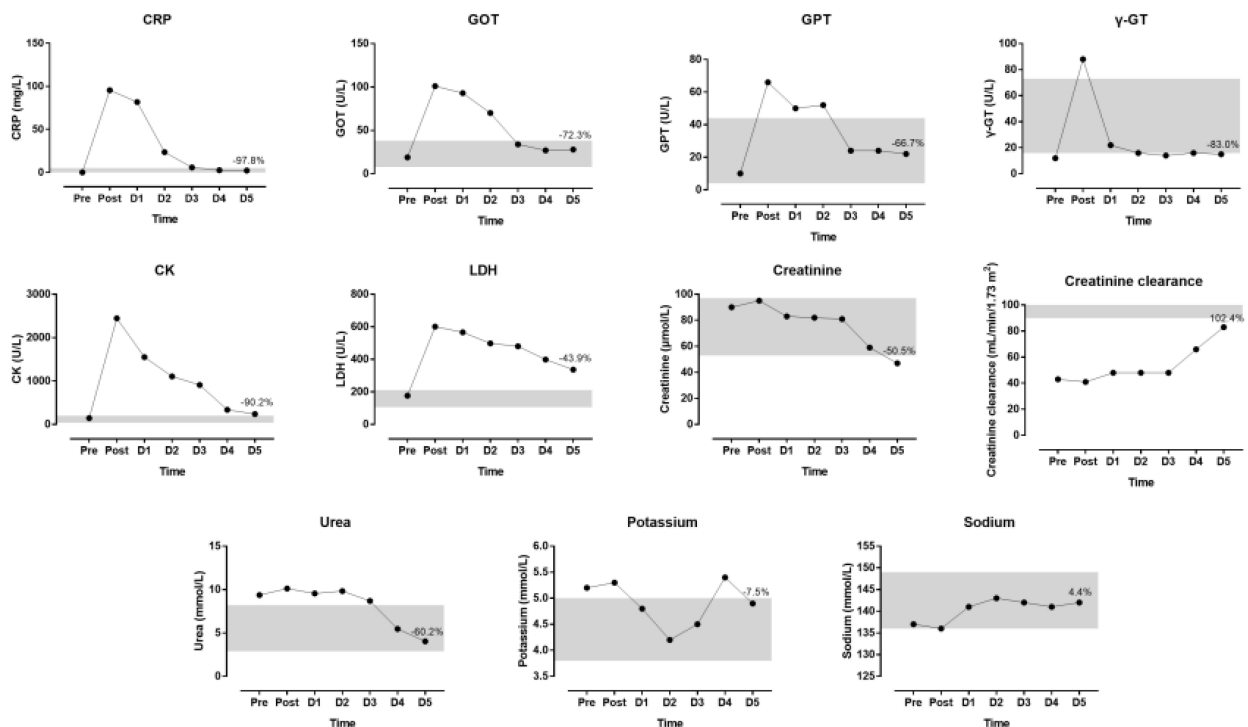 CRP
CRP (mg/L)
150
100
50
0
-97.8%
Pre Post D1 D2 D3 D4 D5
Time
GOT
GOT (U/L)
150
100
50
0
-72.3%
Pre Post D1 D2 D3 D4 D5
Time
GPT
GPT (U/L)
80
60
40
20
0
-66.7%
Pre Post D1 D2 D3 D4 D5
Time
γ-GT
γ-GT (U/L)
100
80
60
40
20
0
-83.0%
Pre Post D1 D2 D3 D4 D5
Time
CK
CK (U/L)
3000
2000
1000
0
-90.2%
Pre Post D1 D2 D3 D4 D5
Time
LDH
LDH (U/L)
800
600
400
200
0
-43.9%
Pre Post D1 D2 D3 D4 D5
Time
Creatinine
Creatinine (µmol/L)
100
80
60
40
20
0
-50.5%
Pre Post D1 D2 D3 D4 D5
Time
Creatinine clearance
Creatinine clearance (mL/min/1.73 m²)
100
80
60
40
20
0
102.4%
Pre Post D1 D2 D3 D4 D5
Time
Urea
Urea (mmol/L)
15
10
5
0
-60.2%
Pre Post D1 D2 D3 D4 D5
Time
Potassium
Potassium (mmol/L)
6.0
5.5
5.0
4.5
4.0
3.5
-7.5%
Pre Post D1 D2 D3 D4 D5
Time
Sodium
Sodium (mmol/L)
155
150
145
140
135
130
125
4.4%
Pre Post D1 D2 D3 D4 D5
Time